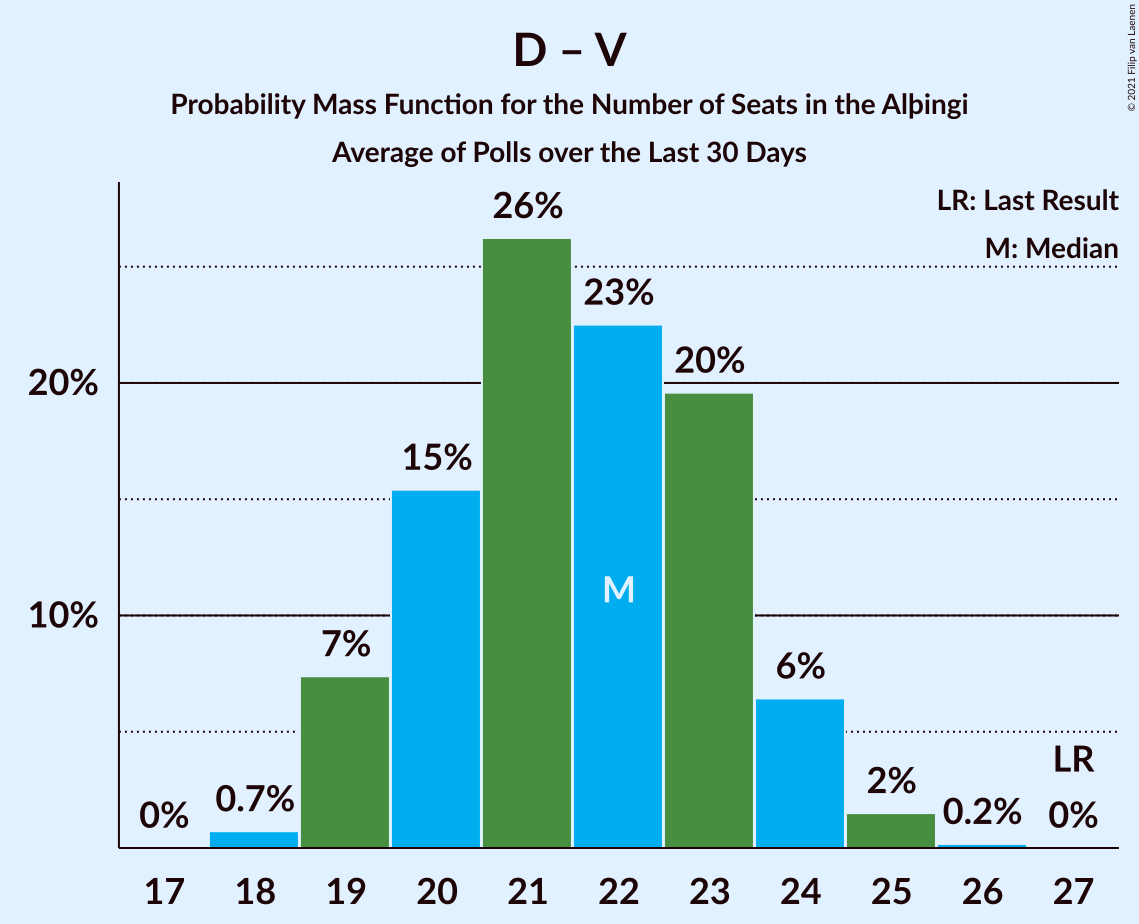 D – V
Probability Mass Function for the Number of Seats in the Alþingi
Average of Polls over the Last 30 Days
© 2021 Filip van Laenen
LR: Last Result
M: Median
26%
23%
20%
20%
15%
M
10%
7%
6%
LR
2%
0%
0.7%
0.2%
0%
17 18 19 20 21 22 23 24 25 26 27